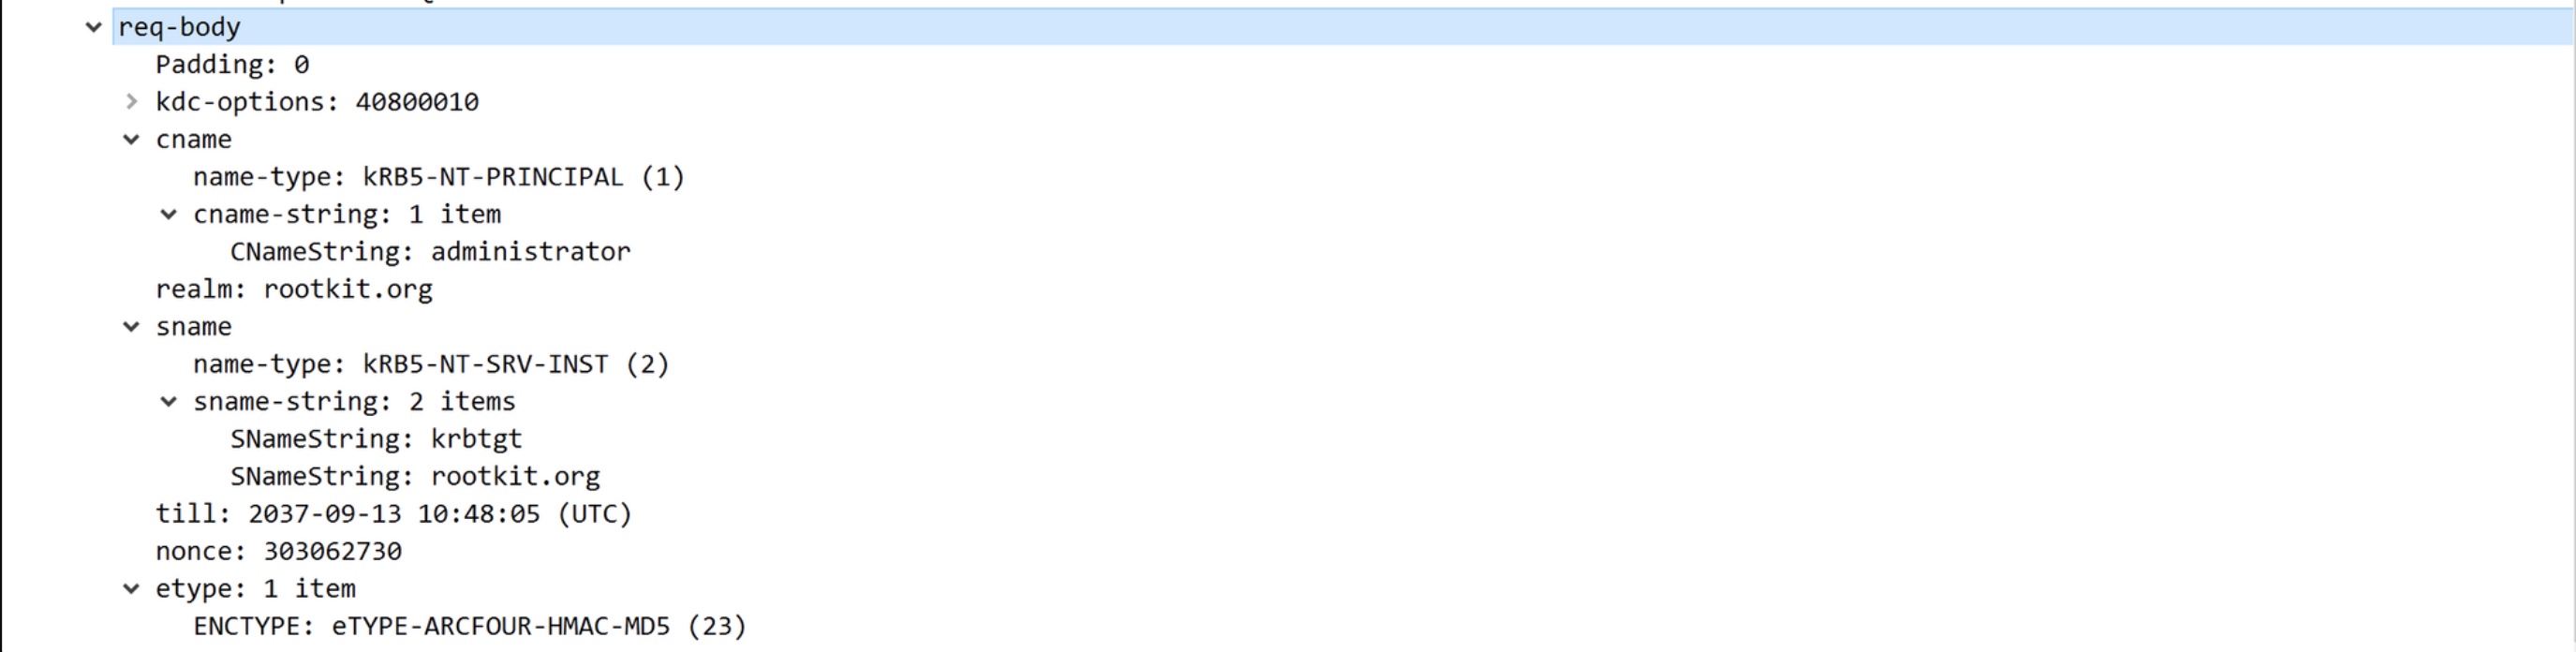 req-body
Padding: 0
kdc-options: 40800010
cname
name-type: kRB5-NT-PRINCIPAL (1)
cname-string: 1 item
CNameString: administrator
realm: rootkit.org
sname
name-type: kRB5-NT-SRV-INST (2)
sname-string: 2 items
SNameString: krbtgt
SNameString: rootkit.org
till: 2037-09-13 10:48:05 (UTC)
nonce: 303062730
etype: 1 item
ENCTYPE: eTYPE-ARCFOUR-HMAC-MD5 (23)